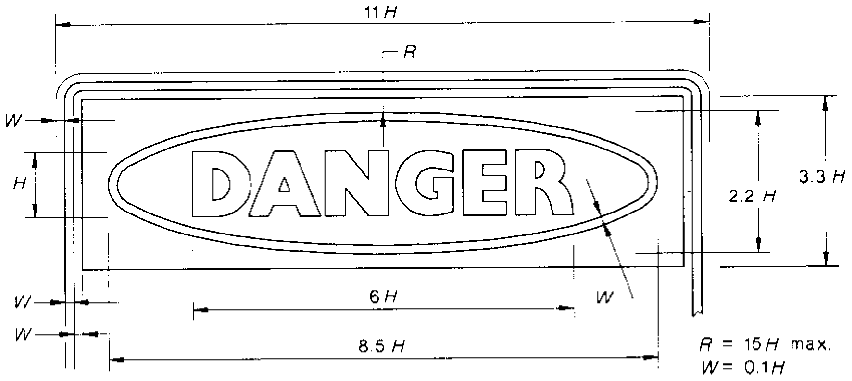 11 H
R
W
DANGER
H
3.3 H
2.2 H
W
6 H
W
W
8.5 H
R = 15 H max.
W = 0.1 H